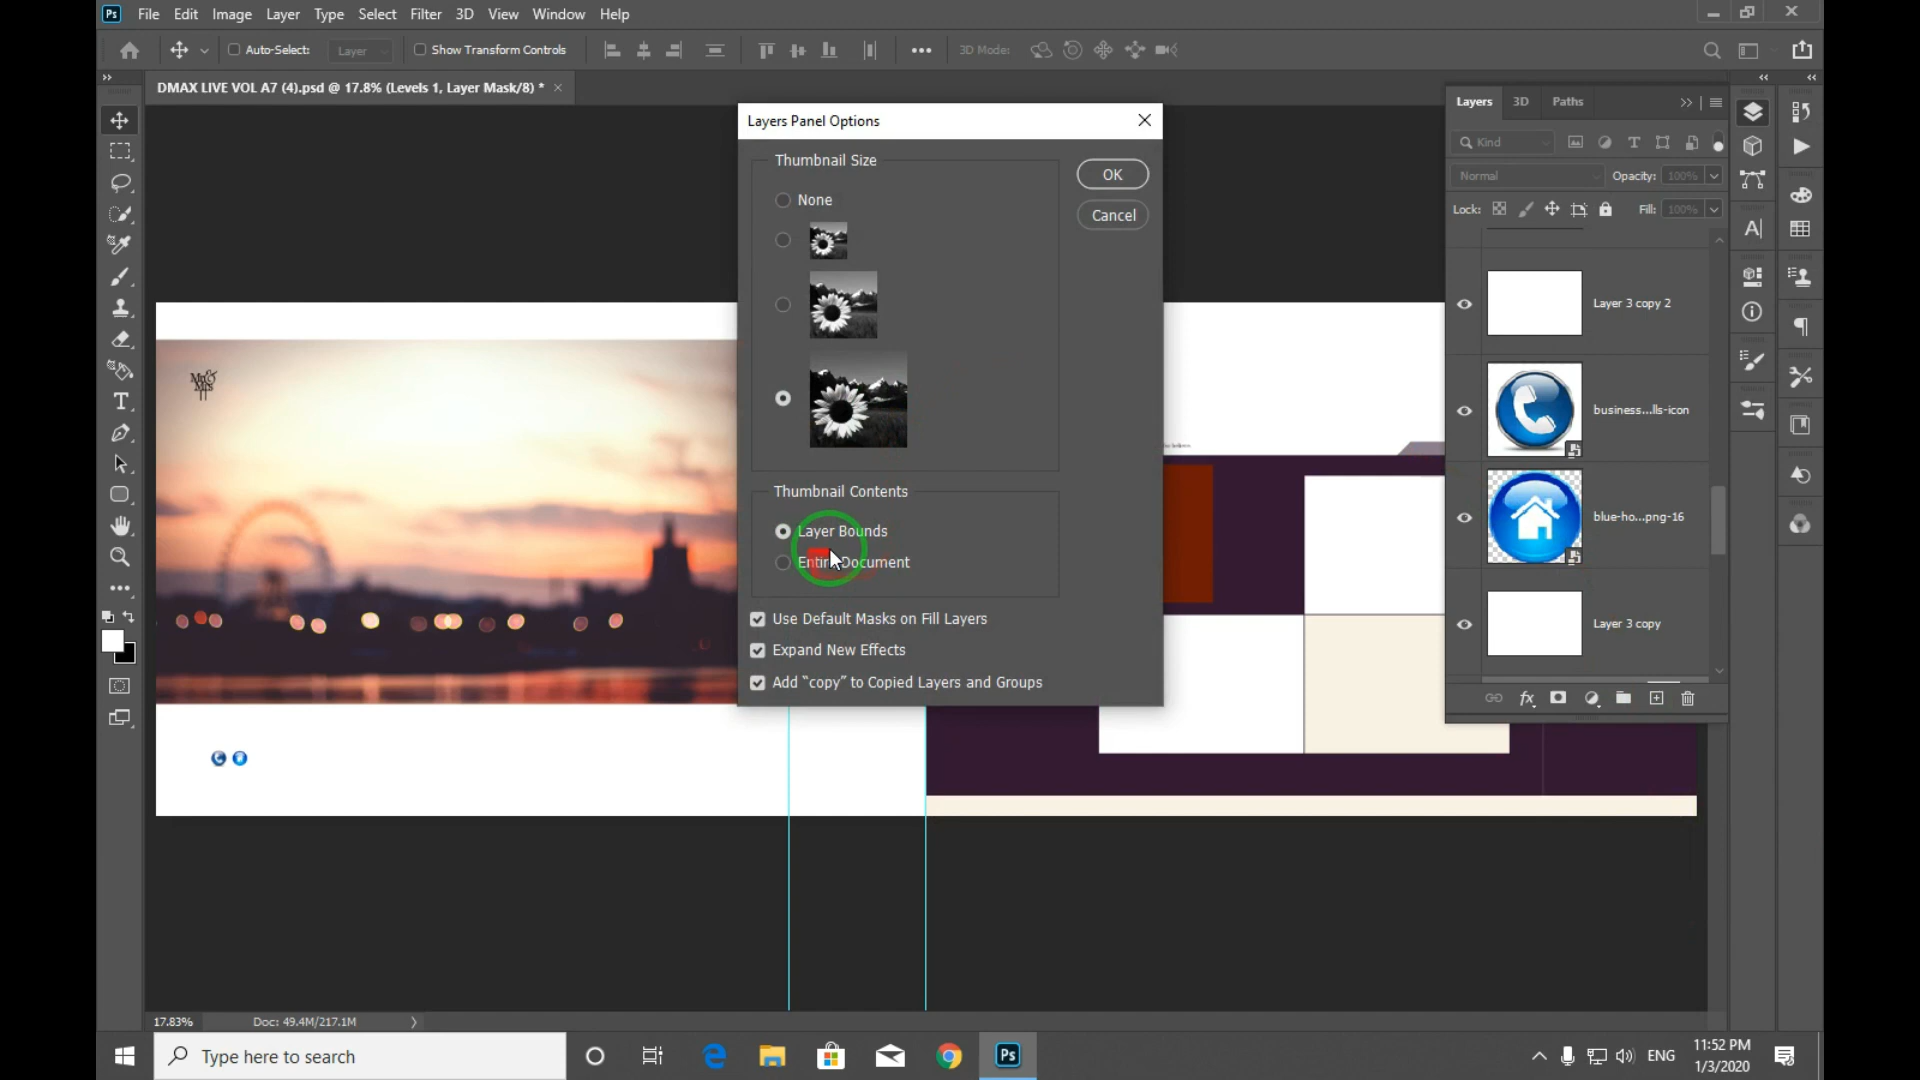 Ps File Edit Image Layer Type Select Filter 3D View Window Help
Auto-Select: Layer Show Transform Controls 3D Mode:
DMAX LIVE VOL A7 (4).psd @ 17.8% (Levels 1, Layer Mask/8) *
Layers Panel Options
Thumbnail Size
None
OK
Cancel
Thumbnail Contents
Layer Bounds
Entire Document
Use Default Masks on Fill Layers
Expand New Effects
Add “copy” to Copied Layers and Groups
Layers 3D Paths
Kind
Normal Opacity: 100%
Lock: Fill: 100%
Layer 3 copy 2
business...lls-icon
blue-ho...png-16
Layer 3 copy
Mr&
Mrs
17.83% Doc: 49.4M/217.1M
Type here to search
Ps
ENG
11:52 PM
1/3/2020